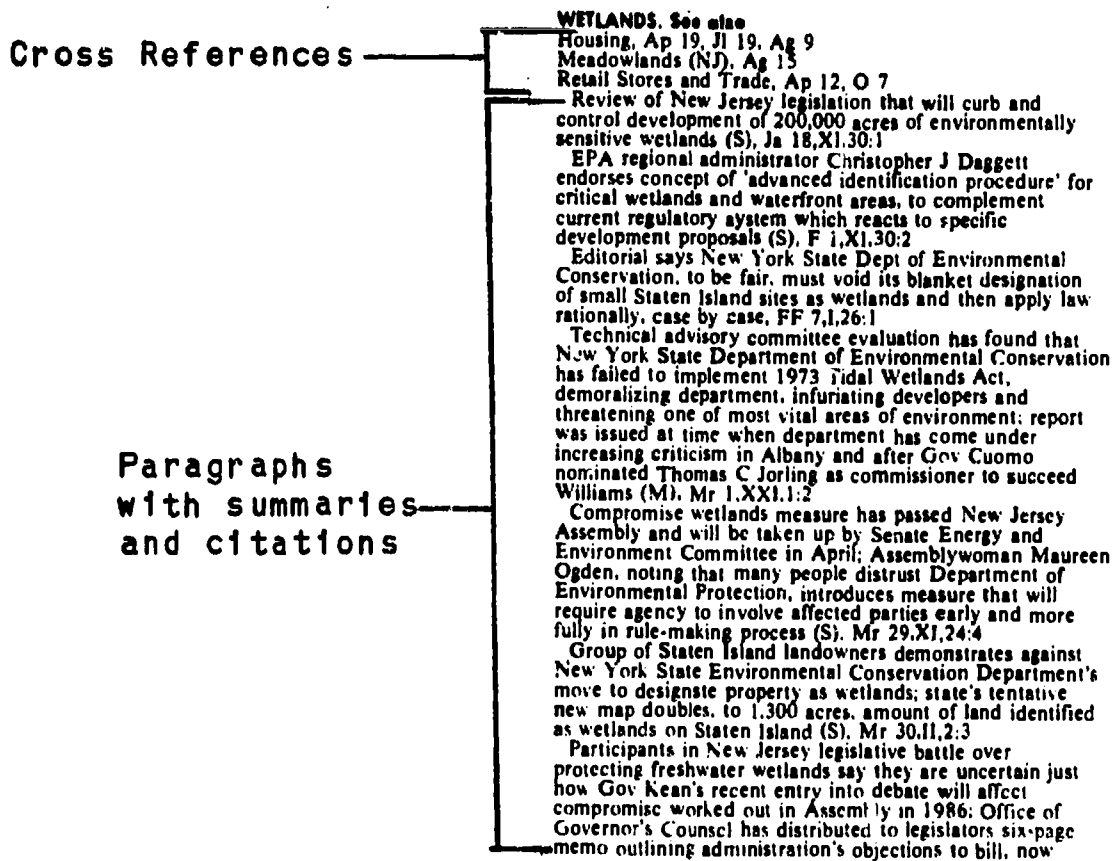 Cross References
WETLANDS. See also
Housing, Ap 19, Jl 19, Ag 9
Meadowlands (NJ), Ag 15
Retail Stores and Trade, Ap 12, O 7
Review of New Jersey legislation that will curb and
control development of 200,000 acres of environmentally
sensitive wetlands (S), Ja 18,XI,30:1
EPA regional administrator Christopher J Daggett
endorses concept of 'advanced identification procedure' for
critical wetlands and waterfront areas, to complement
current regulatory system which reacts to specific
development proposals (S), F 1,XI,30:2
Editorial says New York State Dept of Environmental
Conservation, to be fair, must void its blanket designation
of small Staten Island sites as wetlands and then apply law
rationally, case by case, FF 7,I,26:1
Technical advisory committee evaluation has found that
New York State Department of Environmental Conservation
has failed to implement 1973 Tidal Wetlands Act,
demoralizing department, infuriating developers and
threatening one of most vital areas of environment; report
was issued at time when department has come under
increasing criticism in Albany and after Gov Cuomo
nominated Thomas C Jorling as commissioner to succeed
Williams (M), Mr 1,XXI,1:2
Paragraphs
with summaries
and citations
Compromise wetlands measure has passed New Jersey
Assembly and will be taken up by Senate Energy and
Environment Committee in April; Assemblywoman Maureen
Ogden, noting that many people distrust Department of
Environmental Protection, introduces measure that will
require agency to involve affected parties early and more
fully in rule-making process (S). Mr 29,XI,24:4
Group of Staten Island landowners demonstrates against
New York State Environmental Conservation Department's
move to designate property as wetlands; state's tentative
new map doubles, to 1,300 acres, amount of land identified
as wetlands on Staten Island (S), Mr 30,II,2:3
Participants in New Jersey legislative battle over
protecting freshwater wetlands say they are uncertain just
how Gov Kean's recent entry into debate will affect
compromise worked out in Assembly in 1986; Office of
Governor's Counsel has distributed to legislators six-page
memo outlining administration's objections to bill, now